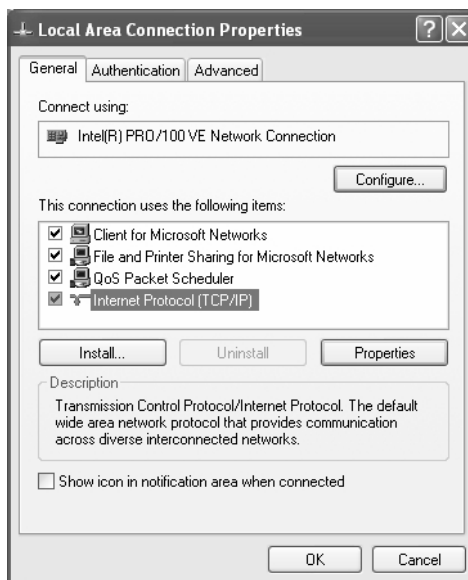 Local Area Connection Properties
General Authentication Advanced
Connect using:
Intel(R) PRO/100 VE Network Connection
Configure...
This connection uses the following items:
Client for Microsoft Networks
File and Printer Sharing for Microsoft Networks
QoS Packet Scheduler
Internet Protocol (TCP/IP)
Install... Uninstall Properties
Description
Transmission Control Protocol/Internet Protocol. The default
wide area network protocol that provides communication
across diverse interconnected networks.
Show icon in notification area when connected
OK Cancel